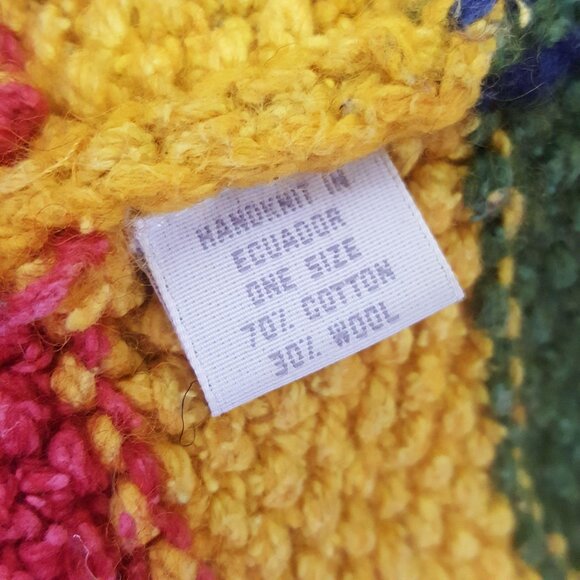 HANDKNIT IN
ECUADOR
ONE SIZE
70% COTTON
30% WOOL